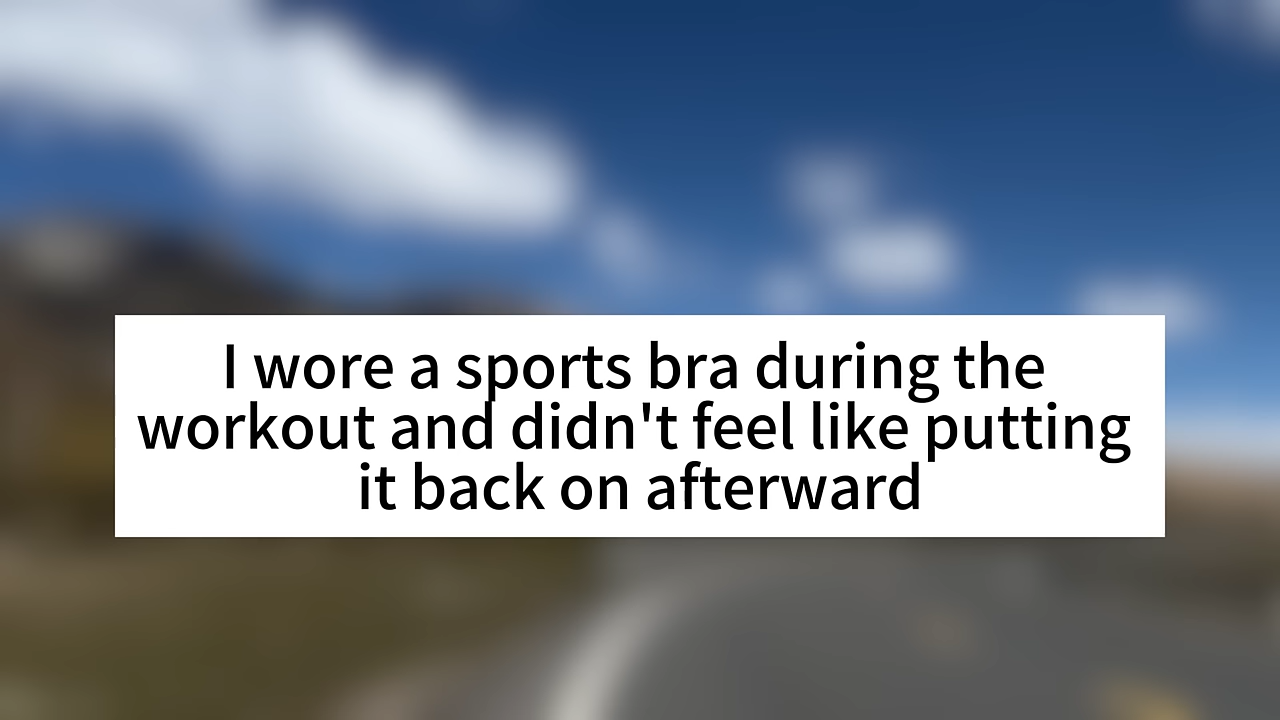 I wore a sports bra during the
workout and didn't feel like putting
it back on afterward